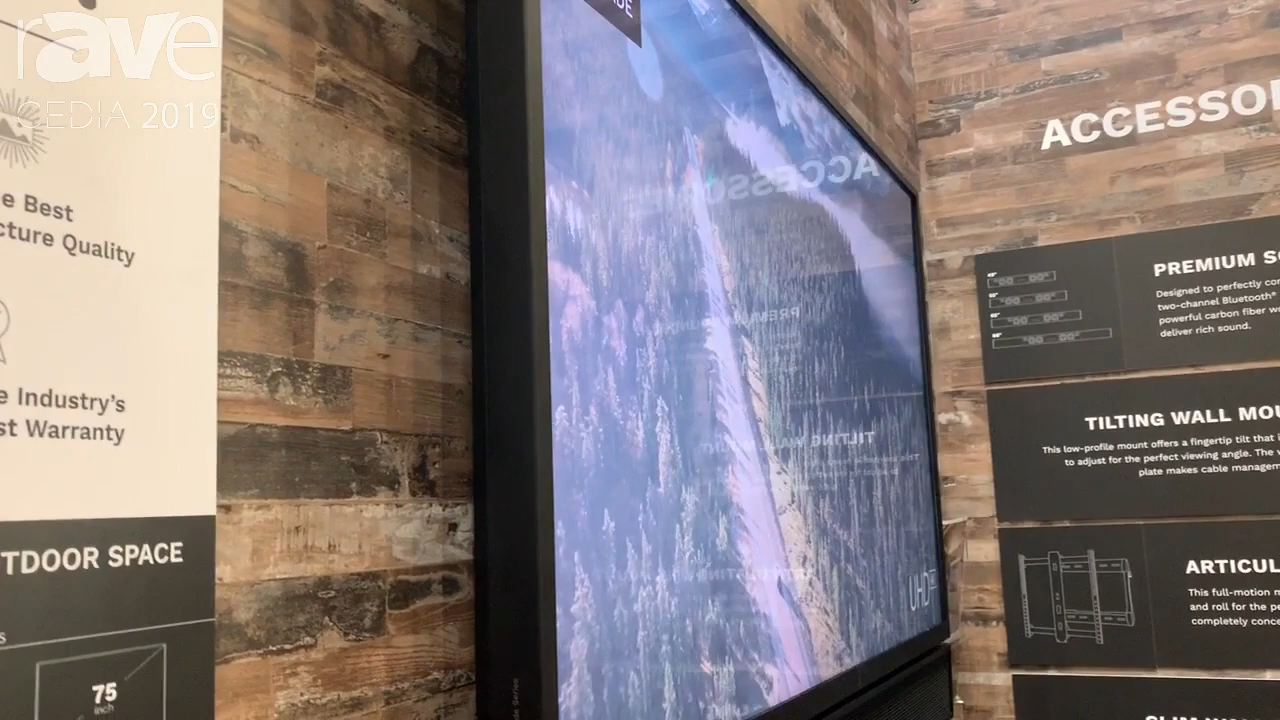 rave
CEDIA 2019
e Best
cture Quality
e Industry's
st Warranty
TDOOR SPACE
75
inch
UHD
ACCESSO
PREMIUM S
Designed to perfectly co
two-channel Bluetooth®
powerful carbon fiber w
deliver rich sound.
TILTING WALL MOU
This low-profile mount offers a fingertip tilt that
to adjust for the perfect viewing angle. The
plate makes cable managem
ARTICUL
This full-motion m
and roll for the p
completely conce